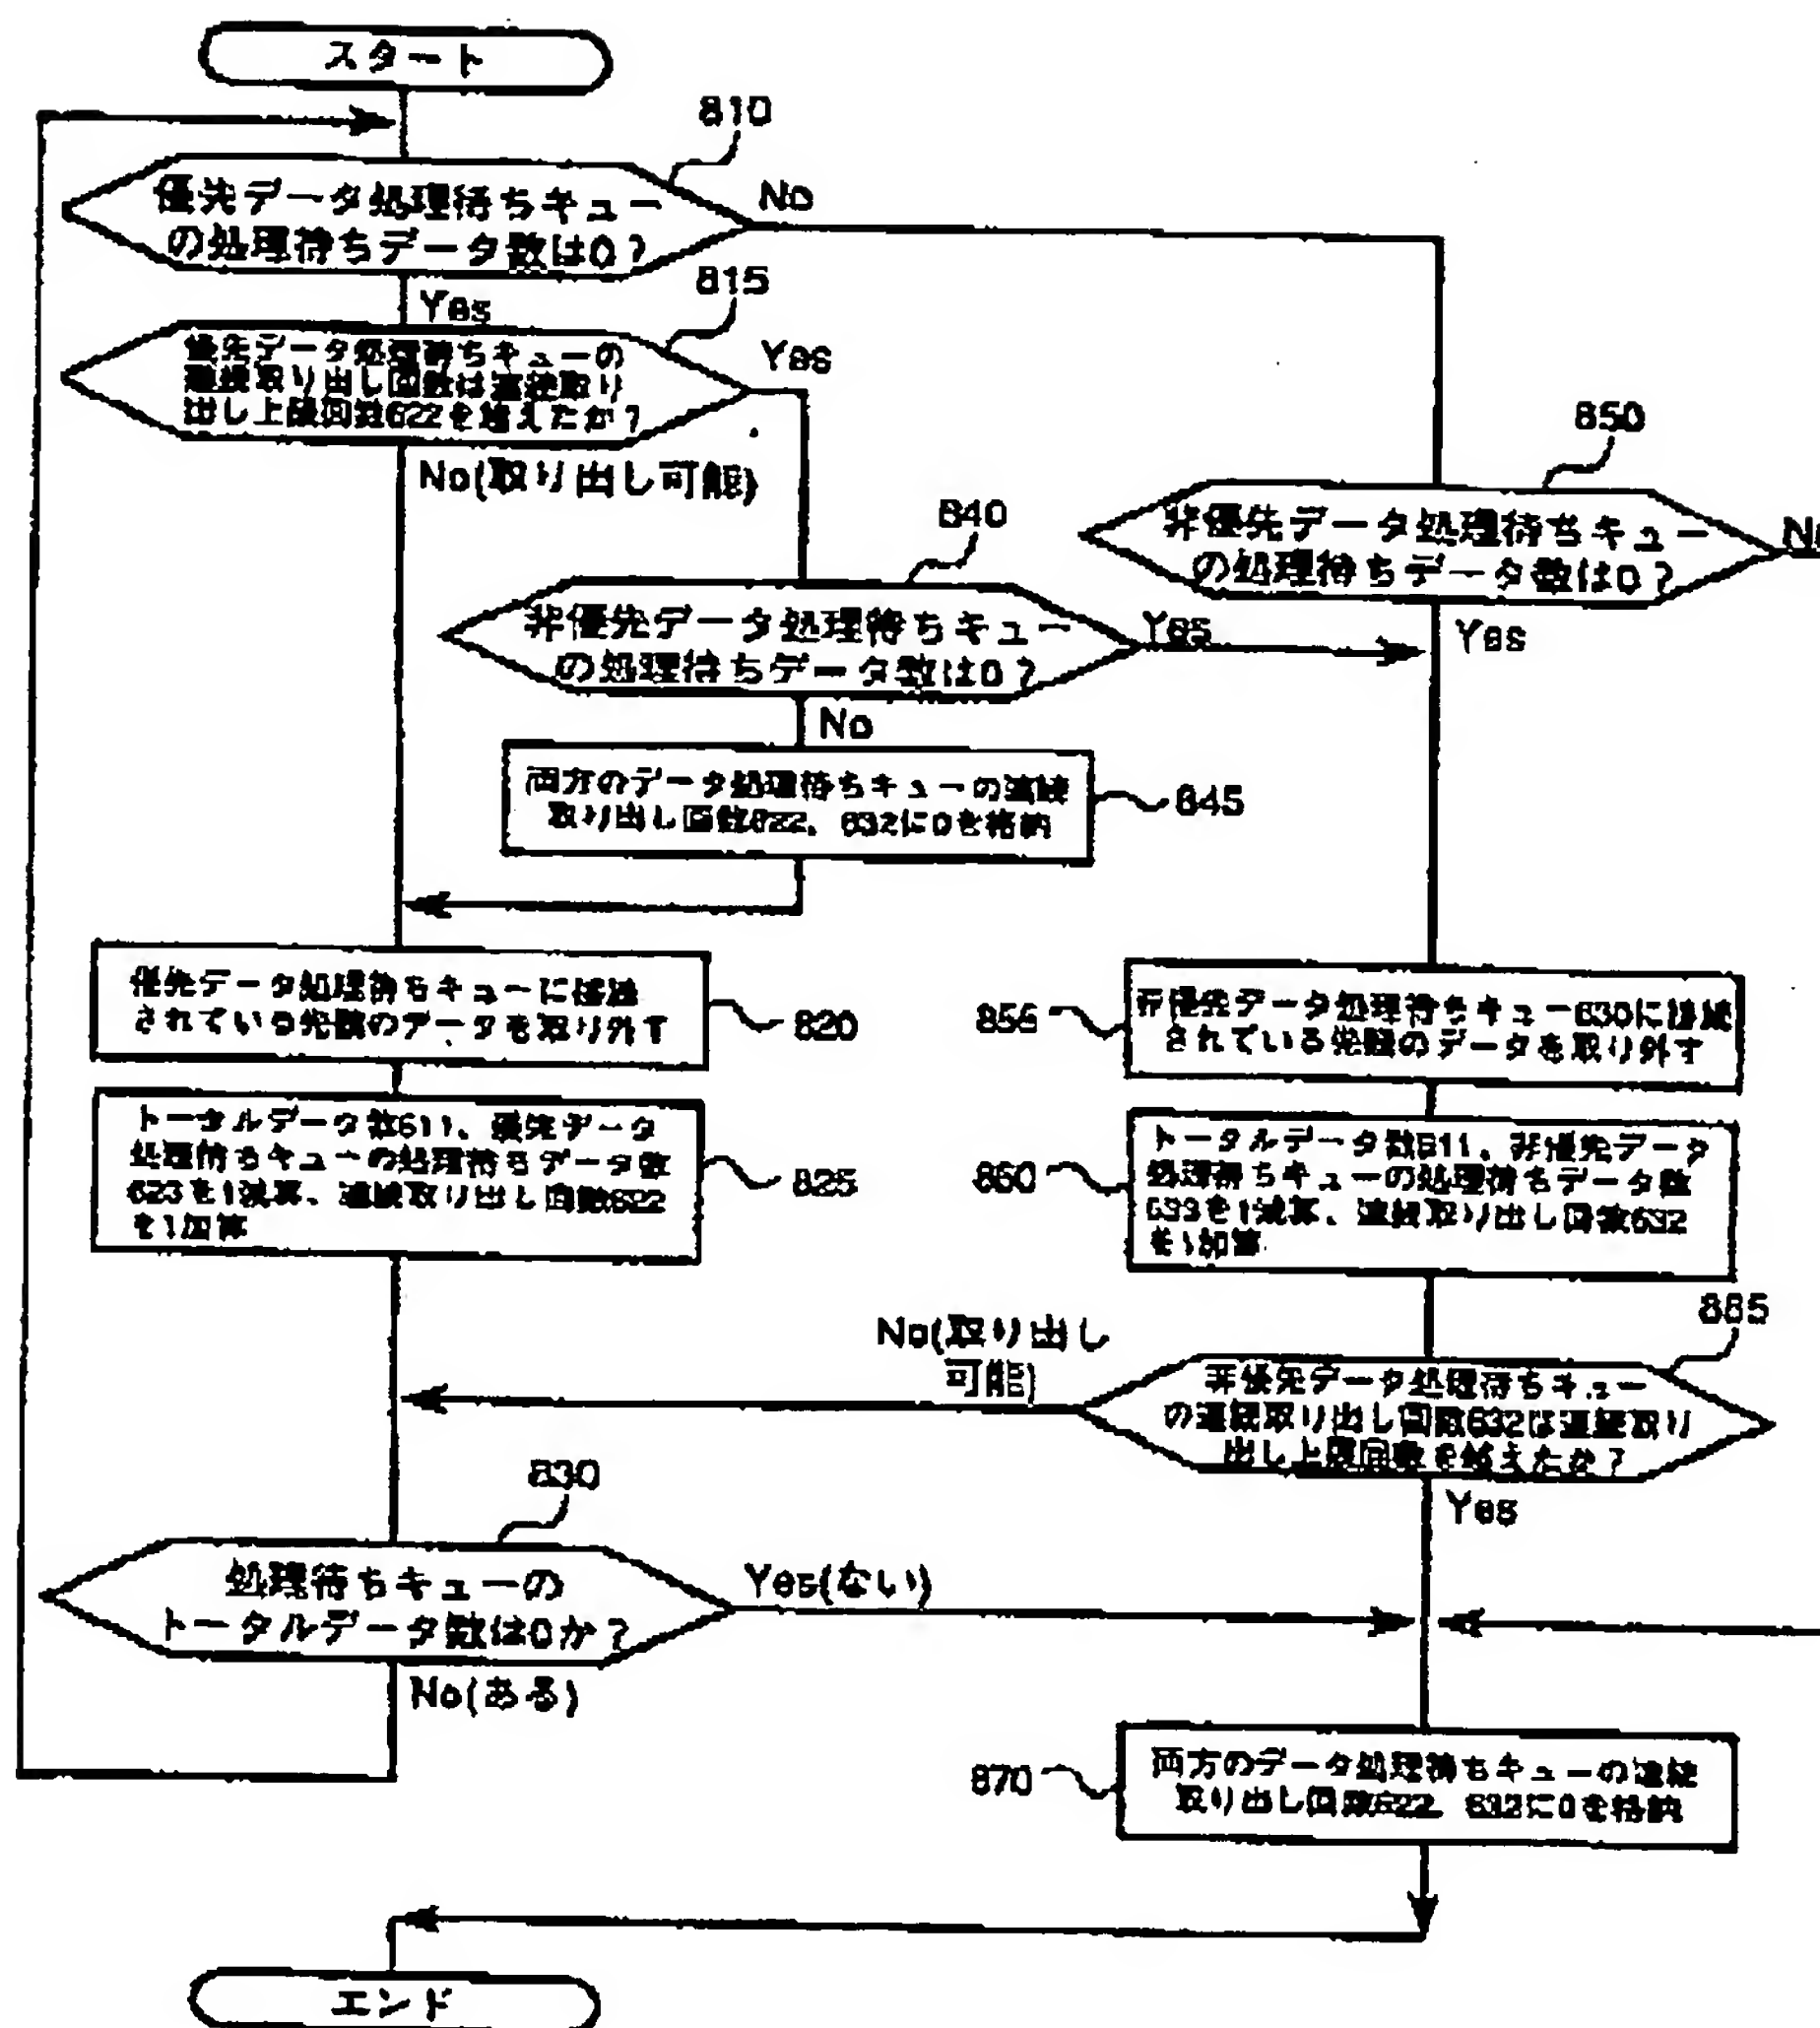 スタート
810
優先データ処理待ちキュー
の処理待ちデータ数は0?
No
Yes
815
優先データ処理待ちキューの
連続取り出し回数は連続取り
出し上限回数622を越えたか?
Yes
No(取り出し可能)
850
非優先データ処理待ちキュー
の処理待ちデータ数は0?
Yes
840
非優先データ処理待ちキュー
の処理待ちデータ数は0?
Yes
No
両方のデータ処理待ちキューの連続
取り出し回数622、632に0を格納
845
優先データ処理待ちキューに接続
されている先頭のデータを取り外す
820
855
非優先データ処理待ちキュー630に接続
されている先頭のデータを取り外す
トータルデータ数611、優先データ
処理待ちキューの処理待ちデータ数
623を1減算、連続取り出し回数622
を1加算
825
860
トータルデータ数611、非優先データ
処理待ちキューの処理待ちデータ数
633を1減算、連続取り出し回数632
を1加算
885
No(取り出し
可能)
非優先データ処理待ちキュー
の連続取り出し回数632は連続取り
出し上限回数を越えたか?
Yes
830
処理待ちキューの
トータルデータ数は0か?
Yes(ない)
No(ある)
870
両方のデータ処理待ちキューの連続
取り出し回数622、632に0を格納
エンド